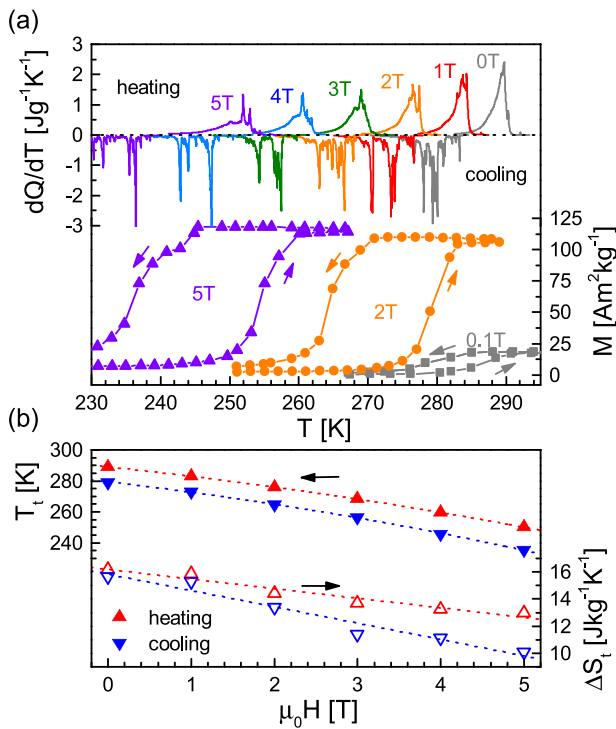 (a)
3
2
1
0
-1
-2
-3
dQ/dT [Jg⁻¹K⁻¹]
heating
5T
4T
3T
2T
1T
0T
cooling
5T
2T
0.1T
125
100
75
50
25
0
M [Am²kg⁻¹]
230
240
250
260
270
280
290
T [K]
(b)
300
280
260
240
Tₜ [K]
16
14
12
10
ΔSₜ [Jkg⁻¹K⁻¹]
heating
cooling
0
1
2
3
4
5
μ₀H [T]